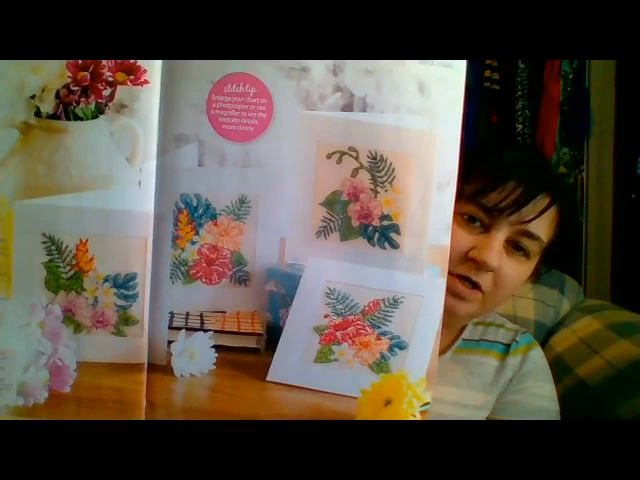 stitch tip
Enlarge your chart on
a photocopier or use
a magnifier to see the
intricate details
more clearly